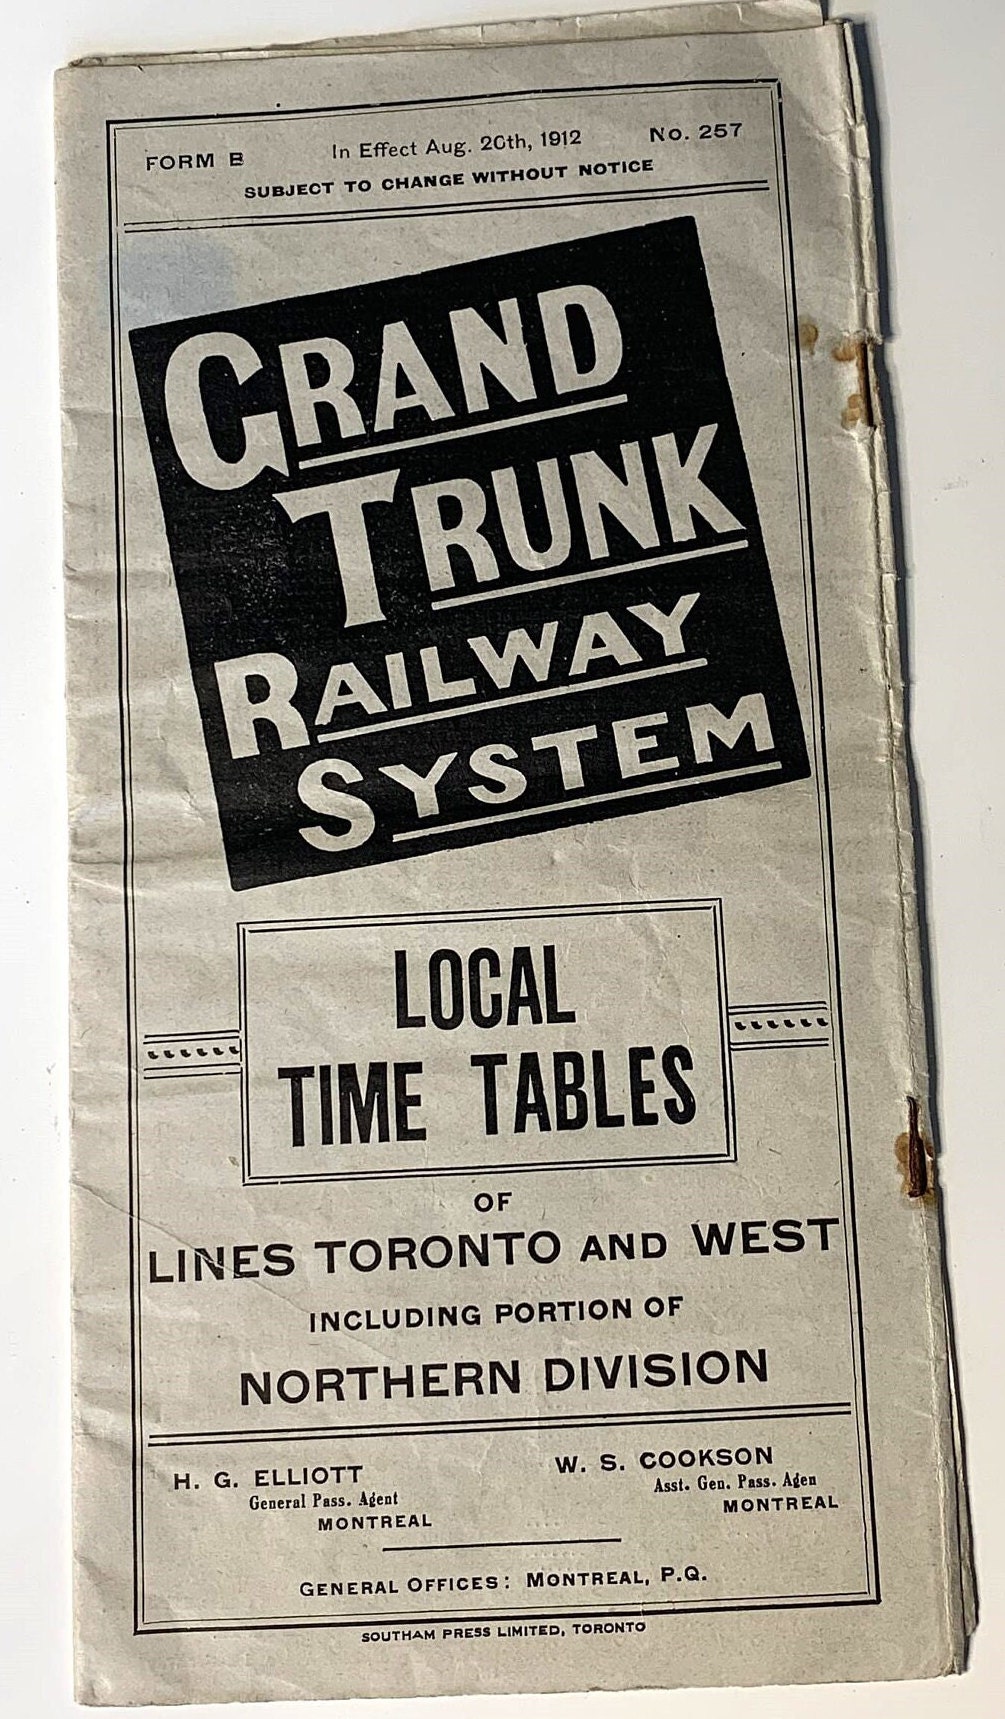 FORM B
In Effect Aug. 20th, 1912
No. 257
SUBJECT TO CHANGE WITHOUT NOTICE
GRAND
TRUNK
RAILWAY
SYSTEM
LOCAL
TIME TABLES
OF
LINES TORONTO AND WEST
INCLUDING PORTION OF
NORTHERN DIVISION
H. G. ELLIOTT
General Pass. Agent
MONTREAL
W. S. COOKSON
Asst. Gen. Pass. Agen
MONTREAL
GENERAL OFFICES: MONTREAL, P.Q.
SOUTHAM PRESS LIMITED, TORONTO